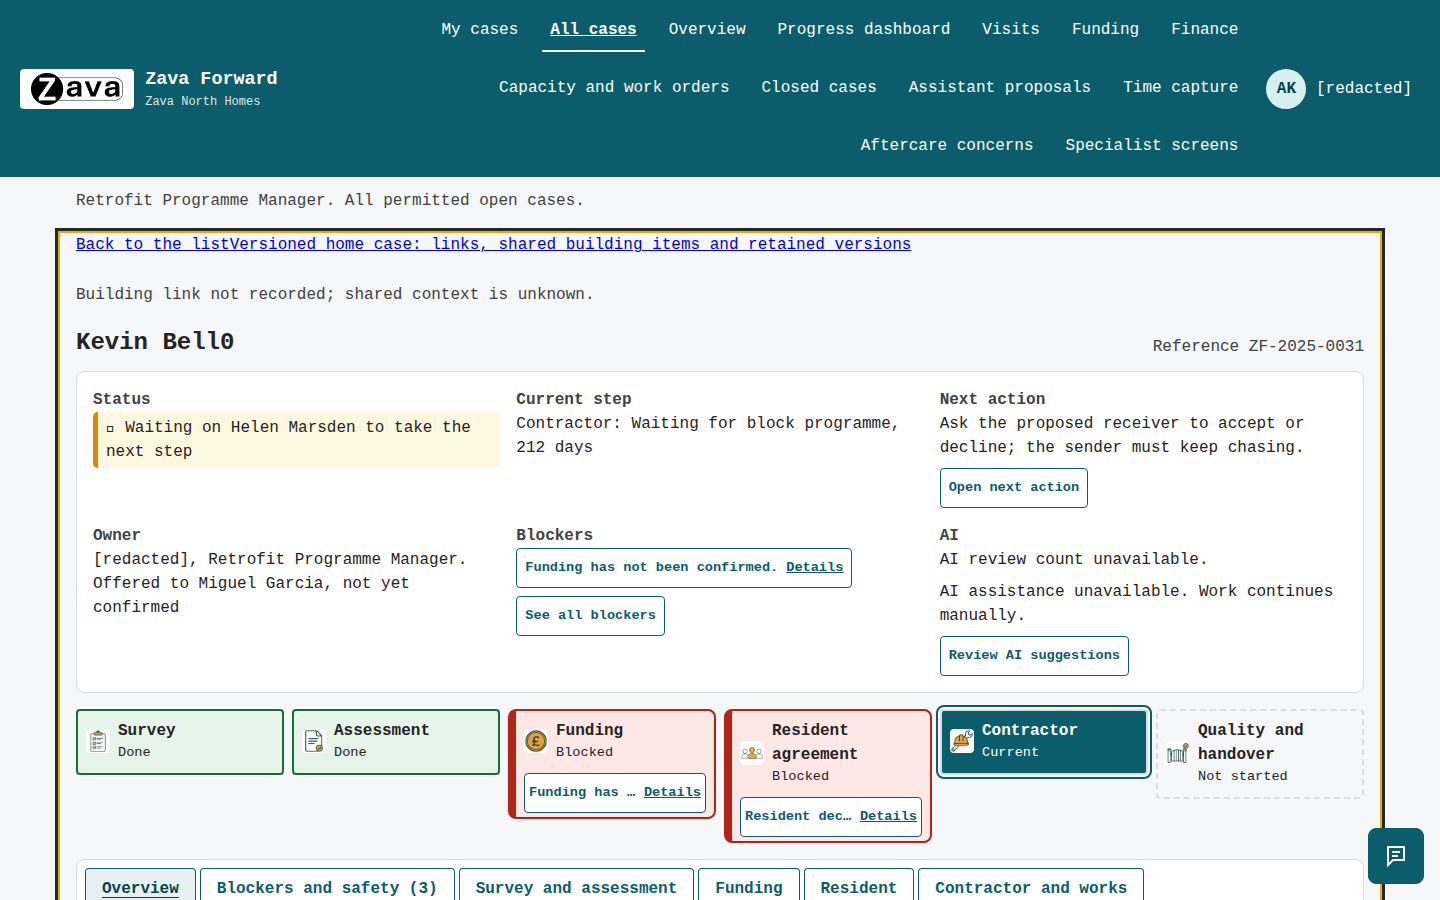 My cases All cases Overview Progress dashboard Visits Funding Finance
Zava
Zava Forward
Zava North Homes
Capacity and work orders Closed cases Assistant proposals Time capture
AK [redacted]
Aftercare concerns Specialist screens
Retrofit Programme Manager. All permitted open cases.
Back to the listVersioned home case: links, shared building items and retained versions
Building link not recorded; shared context is unknown.
Kevin Bell0
Reference ZF-2025-0031
Status
Waiting on Helen Marsden to take the
next step
Current step
Contractor: Waiting for block programme,
212 days
Next action
Ask the proposed receiver to accept or
decline; the sender must keep chasing.
Open next action
Owner
[redacted], Retrofit Programme Manager.
Offered to Miguel Garcia, not yet
confirmed
Blockers
Funding has not been confirmed. Details
See all blockers
AI
AI review count unavailable.
AI assistance unavailable. Work continues
manually.
Review AI suggestions
Survey
Done
Assessment
Done
Funding
Blocked
Funding has … Details
Resident
agreement
Blocked
Resident dec… Details
Contractor
Current
Quality and
handover
Not started
Overview Blockers and safety (3) Survey and assessment Funding Resident Contractor and works